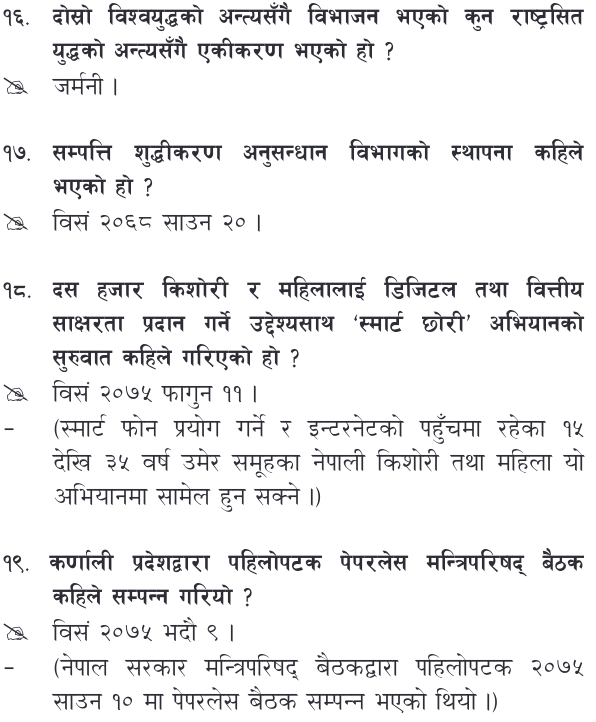 १६. दोस्रो विश्वयुद्धको अन्त्यसँगै विभाजन भएको कुन राष्ट्रसित
युद्धको अन्त्यसँगै एकीकरण भएको हो ?
जर्मनी ।
१७. सम्पत्ति शुद्धीकरण अनुसन्धान विभागको स्थापना कहिले
भएको हो ?
विसं २०६८ साउन २० ।
१८. दस हजार किशोरी र महिलालाई डिजिटल तथा वित्तीय
साक्षरता प्रदान गर्ने उद्देश्यसाथ ‘स्मार्ट छोरी’ अभियानको
सुरुवात कहिले गरिएको हो ?
विसं २०७५ फागुन ११ ।
– (स्मार्ट फोन प्रयोग गर्ने र इन्टरनेटको पहुँचमा रहेका १५
देखि ३५ वर्ष उमेर समूहका नेपाली किशोरी तथा महिला यो
अभियानमा सामेल हुन सक्ने ।)
१९. कर्णाली प्रदेशद्वारा पहिलोपटक पेपरलेस मन्त्रिपरिषद् बैठक
कहिले सम्पन्न गरियो ?
विसं २०७५ भदौ ९ ।
– (नेपाल सरकार मन्त्रिपरिषद् बैठकद्वारा पहिलोपटक २०७५
साउन १० मा पेपरलेस बैठक सम्पन्न भएको थियो ।)